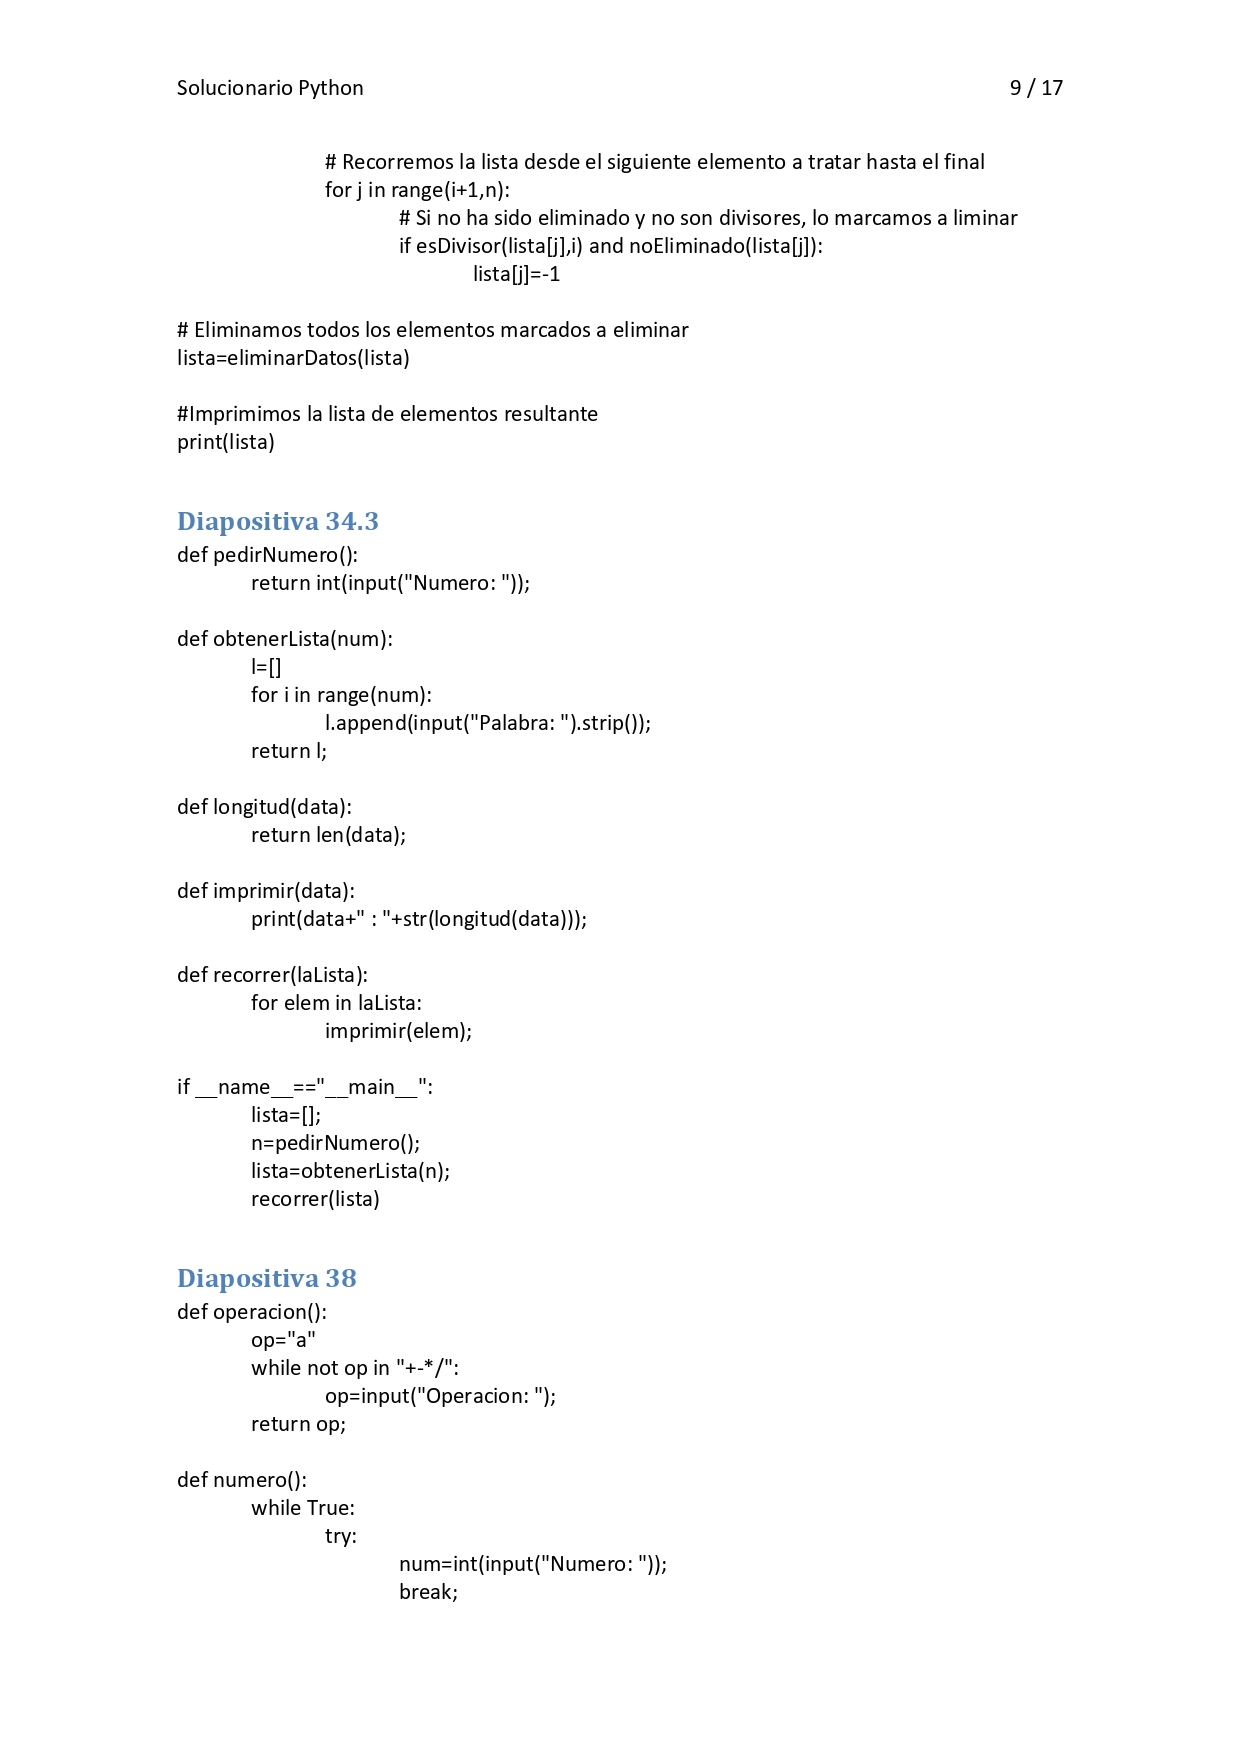 Solucionario Python 9 / 17
# Recorremos la lista desde el siguiente elemento a tratar hasta el final
for j in range(i+1,n):
# Si no ha sido eliminado y no son divisores, lo marcamos a liminar
if esDivisor(lista[j],i) and noEliminado(lista[j]):
lista[j]=-1
# Eliminamos todos los elementos marcados a eliminar
lista=eliminarDatos(lista)
#Imprimimos la lista de elementos resultante
print(lista)
Diapositiva 34.3
def pedirNumero():
return int(input("Numero: "));
def obtenerLista(num):
l=[]
for i in range(num):
l.append(input("Palabra: ").strip());
return l;
def longitud(data):
return len(data);
def imprimir(data):
print(data+" : "+str(longitud(data)));
def recorrer(laLista):
for elem in laLista:
imprimir(elem);
if __name__=="__main__":
lista=[];
n=pedirNumero();
lista=obtenerLista(n);
recorrer(lista)
Diapositiva 38
def operacion():
op="a"
while not op in "+-*/":
op=input("Operacion: ");
return op;
def numero():
while True:
try:
num=int(input("Numero: "));
break;